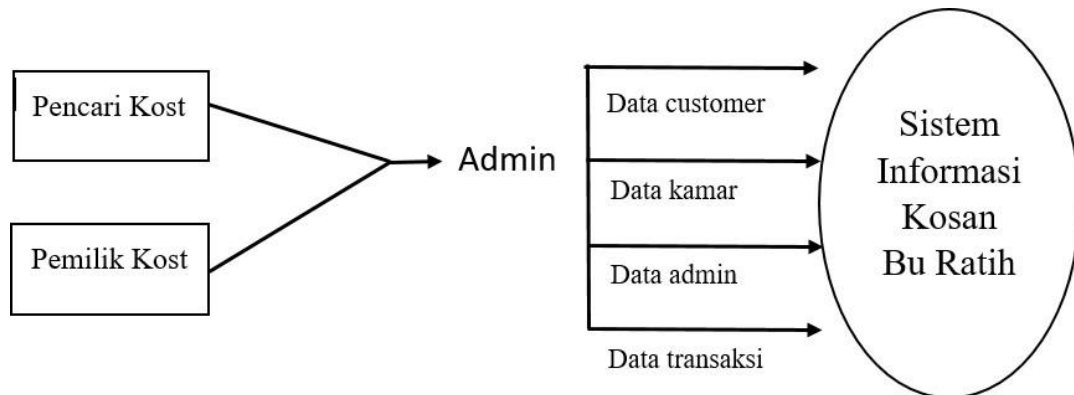 Pencari Kost
Pemilik Kost
Admin
Data customer
Data kamar
Data admin
Data transaksi
Sistem
Informasi
Kosan
Bu Ratih